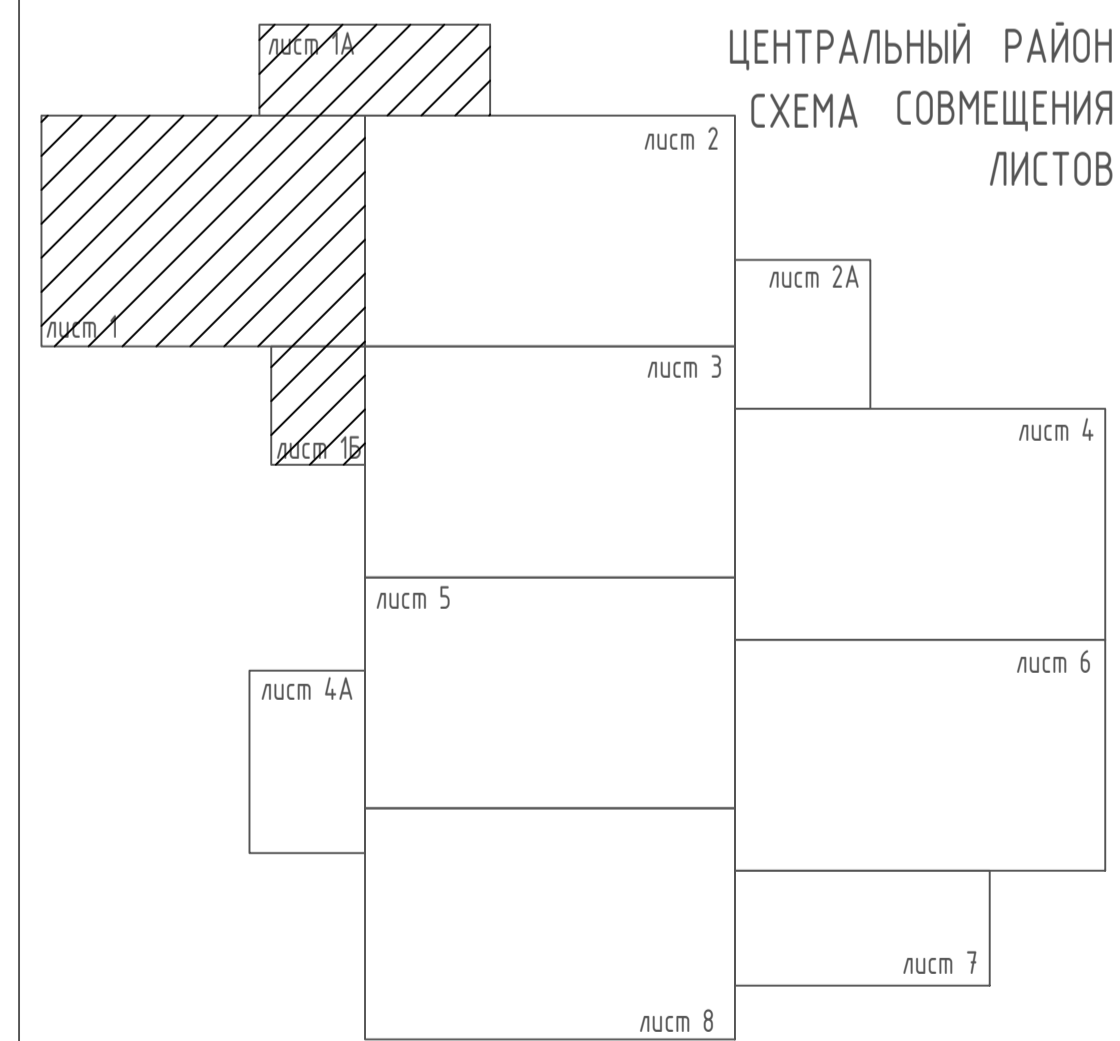 ЦЕНТРАЛЬНЫЙ РАЙОН
СХЕМА СОВМЕЩЕНИЯ
ЛИСТОВ
лист 1А
лист 2
лист 2А
лист 1
лист 3
лист 4
лист 1Б
лист 5
лист 6
лист 4А
лист 7
лист 8